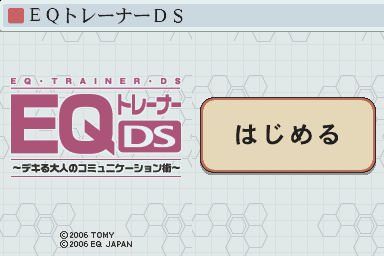 EQトレーナーDS
EQ・TRAINER・DS
EQトレーナーDS
～デキる大人のコミュニケーション術～
はじめる
©2006 TOMY
©2006 EQ JAPAN